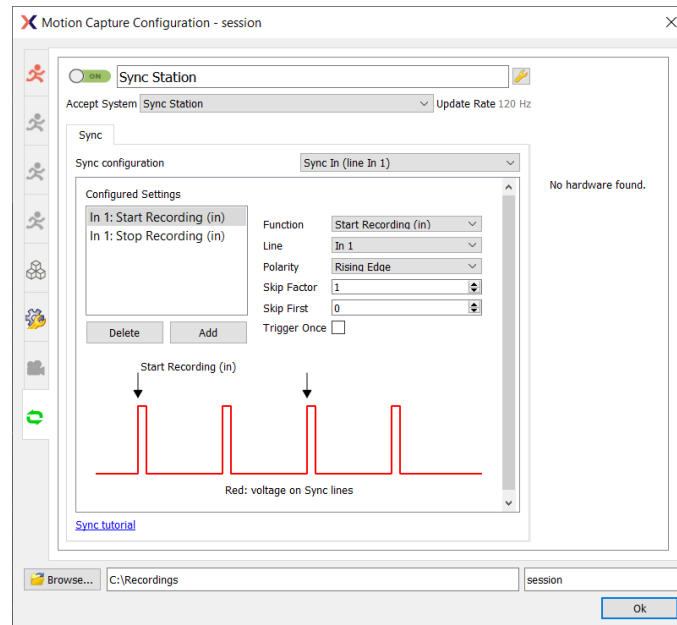 Motion Capture Configuration - session
ON
Sync Station
Accept System Sync Station Update Rate 120 Hz
Sync
Sync configuration Sync In (line In 1)
No hardware found.
Configured Settings
In 1: Start Recording (in)
In 1: Stop Recording (in)
Function Start Recording (in)
Line In 1
Polarity Rising Edge
Skip Factor 1
Skip First 0
Trigger Once
Delete Add
Start Recording (in)
Red: voltage on Sync lines
Sync tutorial
Browse... C:\Recordings session
Ok